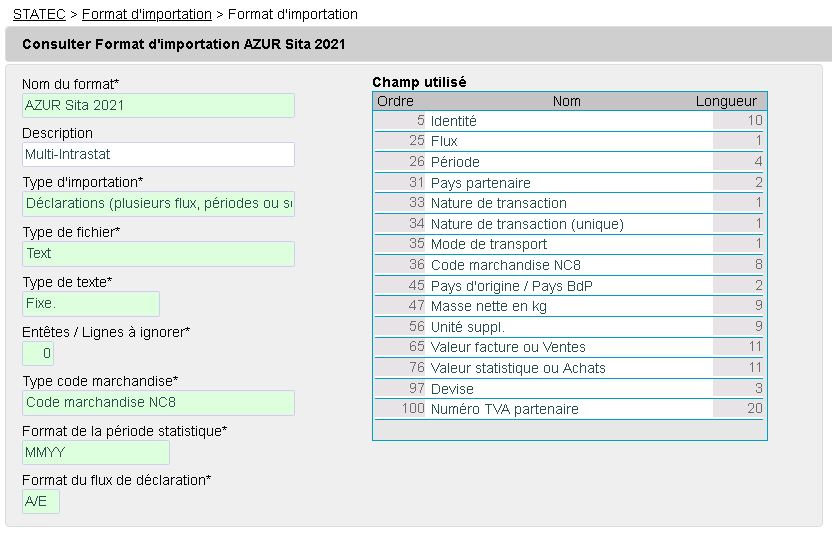 STATEC > Format d'importation > Format d'importation
Consulter Format d'importation AZUR Sita 2021
Nom du format*
AZUR Sita 2021
Description
Multi-Intrastat
Type d'importation*
Déclarations (plusieurs flux, périodes ou s
Type de fichier*
Text
Type de texte*
Fixe.
Entêtes / Lignes à ignorer*
0
Type code marchandise*
Code marchandise NC8
Format de la période statistique*
MMYY
Format du flux de déclaration*
A/E
Champ utilisé
Ordre Nom Longueur
5 Identité 10
25 Flux 1
26 Période 4
31 Pays partenaire 2
33 Nature de transaction 1
34 Nature de transaction (unique) 1
35 Mode de transport 1
36 Code marchandise NC8 8
45 Pays d'origine / Pays BdP 2
47 Masse nette en kg 9
56 Unité suppl. 9
65 Valeur facture ou Ventes 11
76 Valeur statistique ou Achats 11
97 Devise 3
100 Numéro TVA partenaire 20